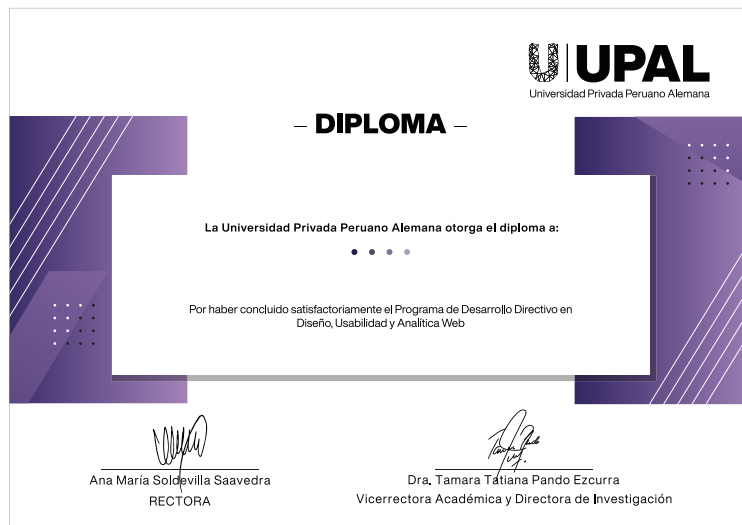 UPAL
Universidad Privada Peruano Alemana
– DIPLOMA –
La Universidad Privada Peruano Alemana otorga el diploma a:
Por haber concluido satisfactoriamente el Programa de Desarrollo Directivo en
Diseño, Usabilidad y Analítica Web
Ana María Soldevilla Saavedra
RECTORA
Dra. Tamara Tatiana Pando Ezcurra
Vicerrectora Académica y Directora de Investigación